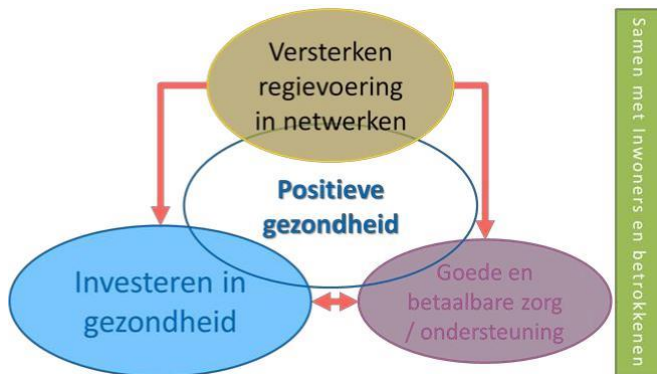 Versterken
regievoering
in netwerken
Positieve
gezondheid
Investeren in
gezondheid
Goede en
betaalbare zorg
/ ondersteuning
Samen met Inwoners en betrokkenen